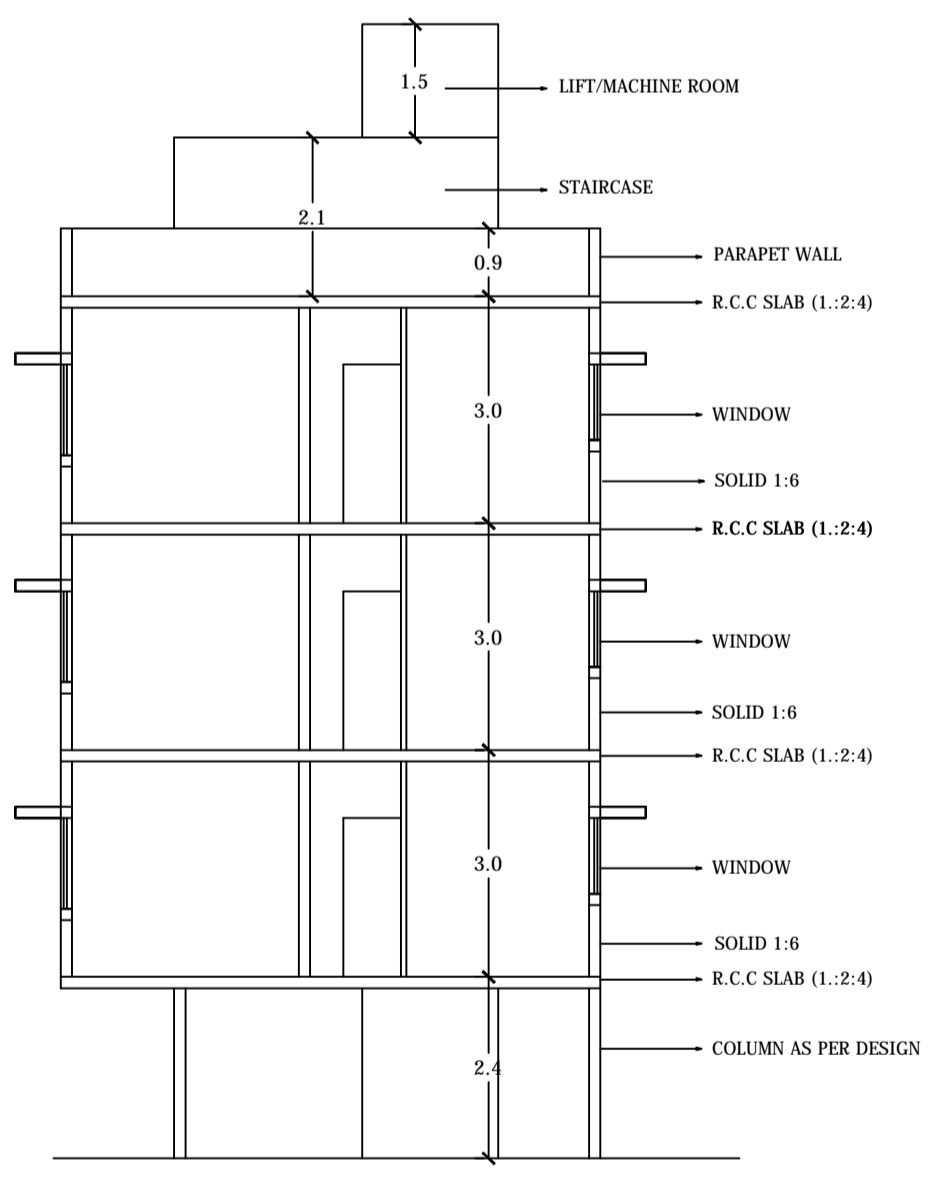 1.5
LIFT/MACHINE ROOM
STAIRCASE
2.1
PARAPET WALL
0.9
R.C.C SLAB (1.:2:4)
3.0
WINDOW
SOLID 1:6
R.C.C SLAB (1.:2:4)
3.0
WINDOW
SOLID 1:6
R.C.C SLAB (1.:2:4)
3.0
WINDOW
SOLID 1:6
R.C.C SLAB (1.:2:4)
COLUMN AS PER DESIGN
2.4